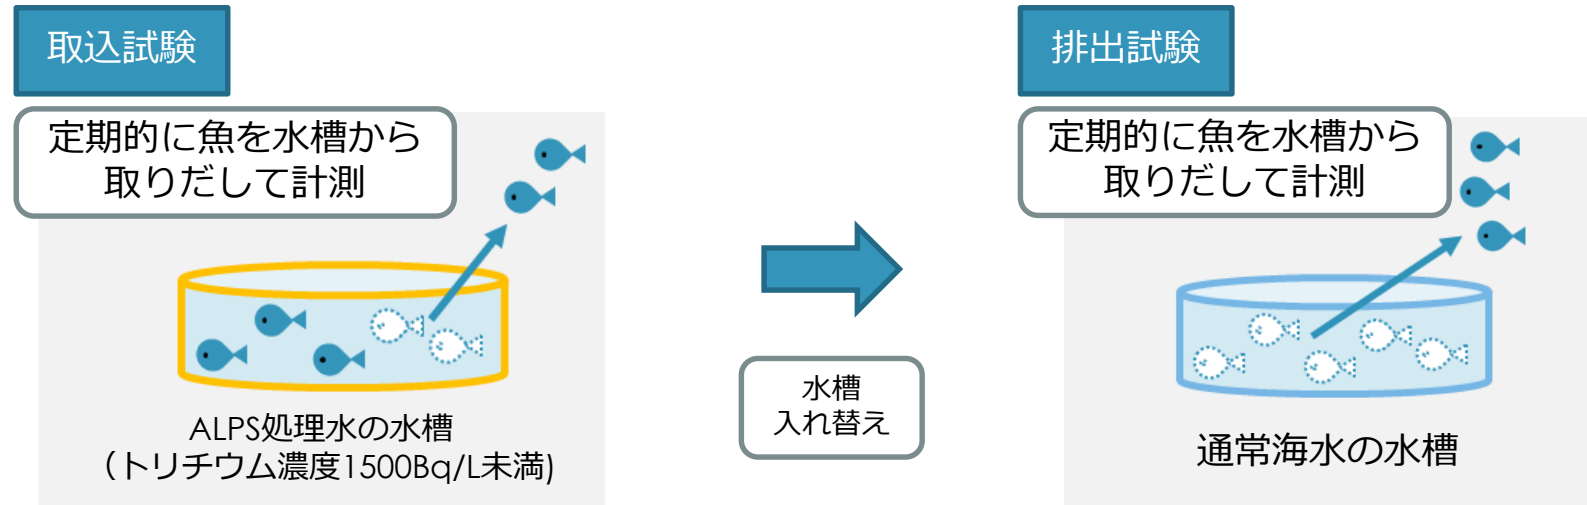 取込試験
定期的に魚を水槽から
取りだして計測
ALPS処理水の水槽
（トリチウム濃度1500Bq/L未満)
水槽
入れ替え
排出試験
定期的に魚を水槽から
取りだして計測
通常海水の水槽